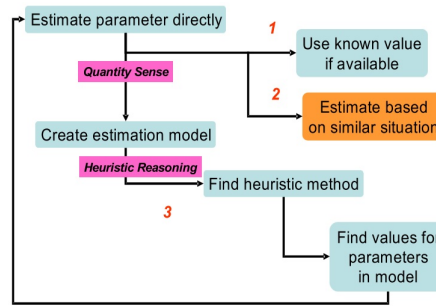 Estimate parameter directly
1
Use known value
if available
Quantity Sense
2
Estimate based
on similar situation
Create estimation model
Heuristic Reasoning
3
Find heuristic method
Find values for
parameters
in model